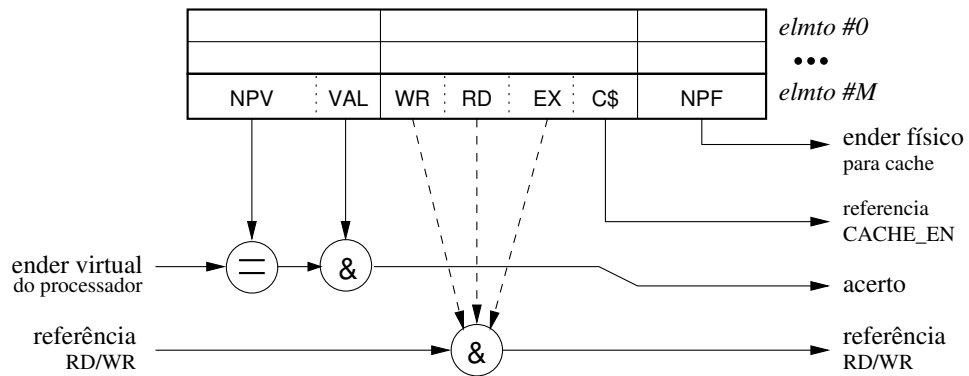 elmto #0
•••
elmto #M
NPV VAL WR RD EX C$ NPF
ender físico
para cache
referencia
CACHE_EN
ender virtual
do processador
= &
acerto
referência
RD/WR
&
referência
RD/WR